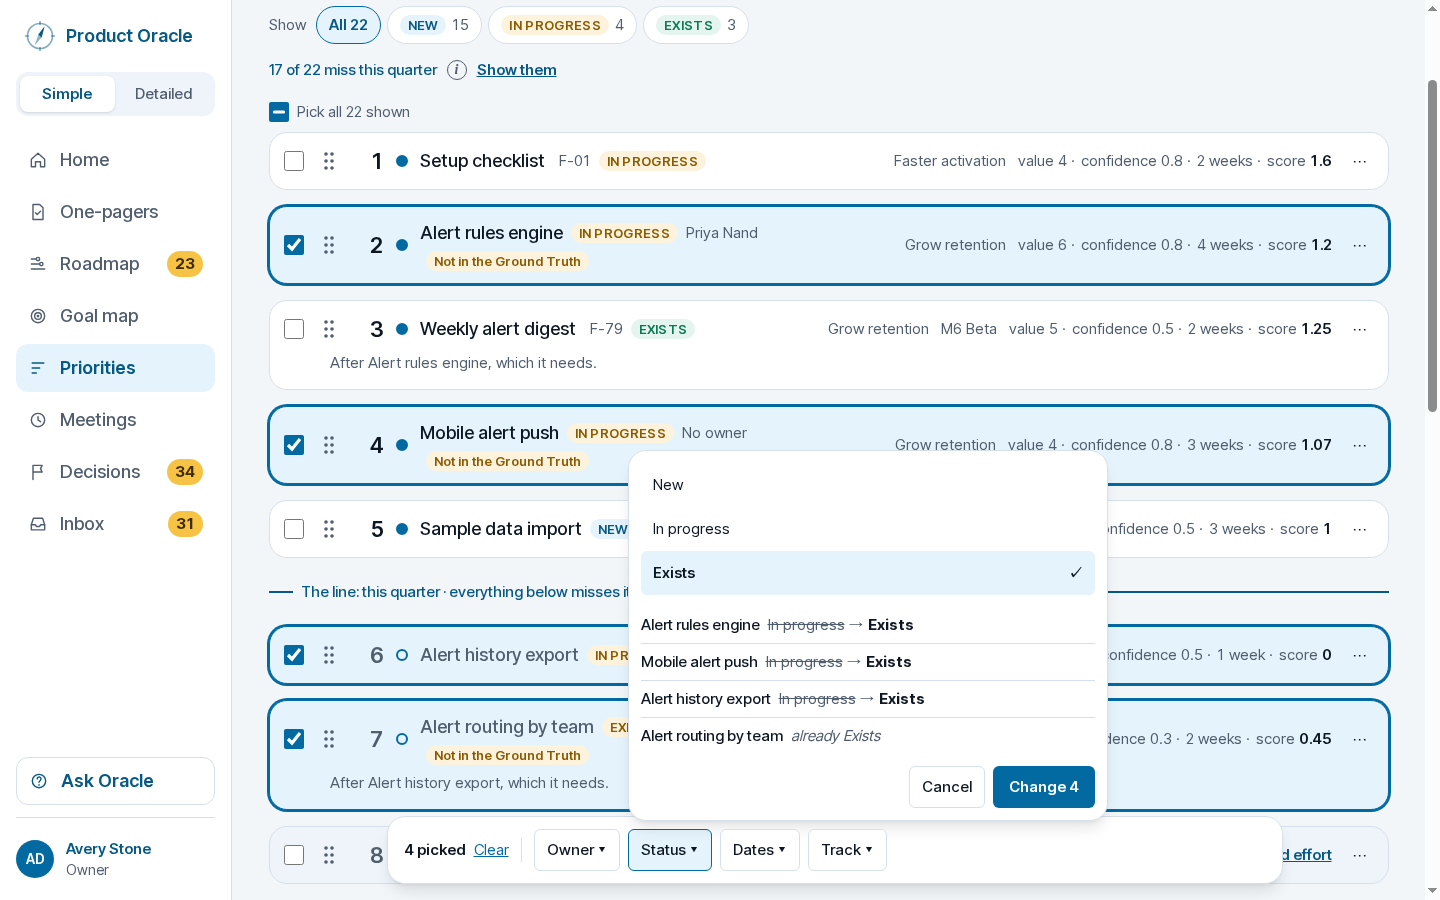 Product Oracle
Simple
Detailed
Home
One-pagers
Roadmap 23
Goal map
Priorities
Meetings
Decisions 34
Inbox 31
Ask Oracle
AD
Avery Stone
Owner
Show All 22 NEW 15 IN PROGRESS 4 EXISTS 3
17 of 22 miss this quarter i Show them
Pick all 22 shown
1 Setup checklist F-01 IN PROGRESS Faster activation value 4 · confidence 0.8 · 2 weeks · score 1.6 ···
2 Alert rules engine IN PROGRESS Priya Nand Grow retention value 6 · confidence 0.8 · 4 weeks · score 1.2 ···
Not in the Ground Truth
3 Weekly alert digest F-79 EXISTS Grow retention M6 Beta value 5 · confidence 0.5 · 2 weeks · score 1.25 ···
After Alert rules engine, which it needs.
4 Mobile alert push IN PROGRESS No owner Grow retention value 4 · confidence 0.8 · 3 weeks · score 1.07 ···
Not in the Ground Truth
5 Sample data import NEW onfidence 0.5 · 3 weeks · score 1 ···
The line: this quarter · everything below misses it
6 Alert history export IN PR confidence 0.5 · 1 week · score 0 ···
7 Alert routing by team EXI dence 0.3 · 2 weeks · score 0.45 ···
Not in the Ground Truth
After Alert history export, which it needs.
8 d effort ···
New
In progress
Exists ✓
Alert rules engine In progress → Exists
Mobile alert push In progress → Exists
Alert history export In progress → Exists
Alert routing by team already Exists
Cancel
Change 4
4 picked Clear Owner ▾ Status ▾ Dates ▾ Track ▾